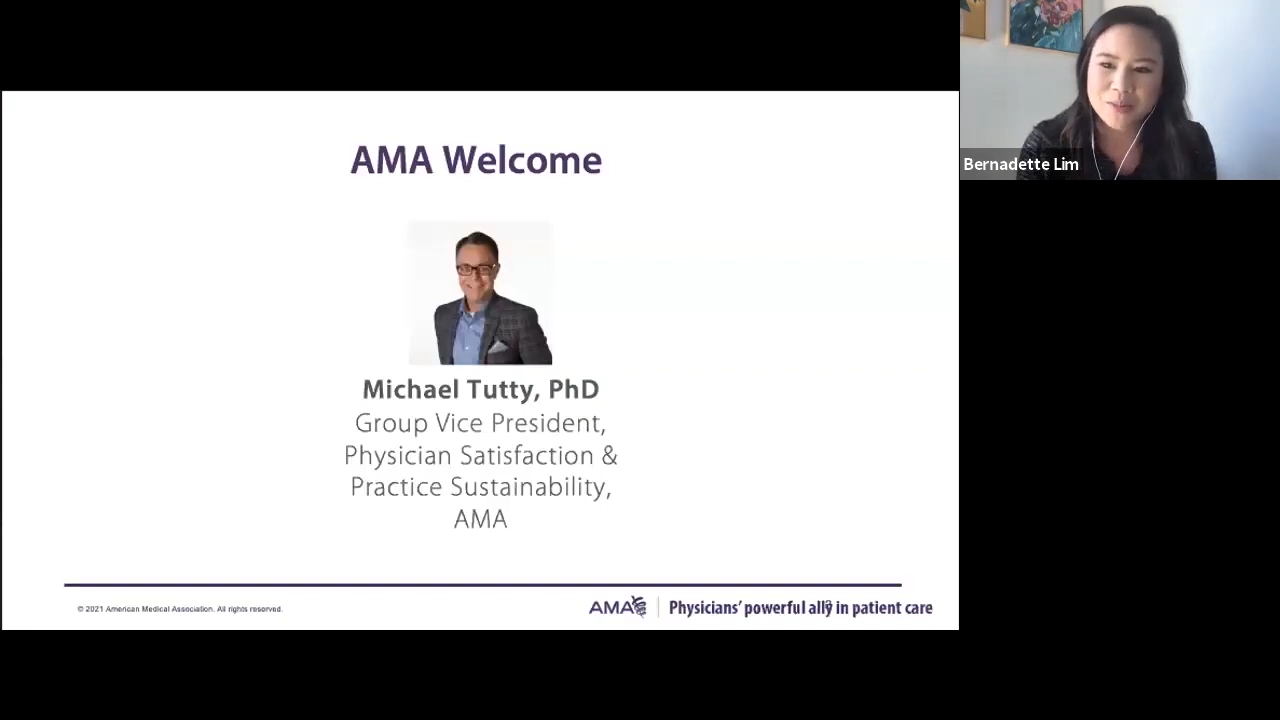 AMA Welcome
Michael Tutty, PhD
Group Vice President,
Physician Satisfaction &
Practice Sustainability,
AMA
© 2021 American Medical Association. All rights reserved.
AMA
Physicians’ powerful ally in patient care
Bernadette Lim